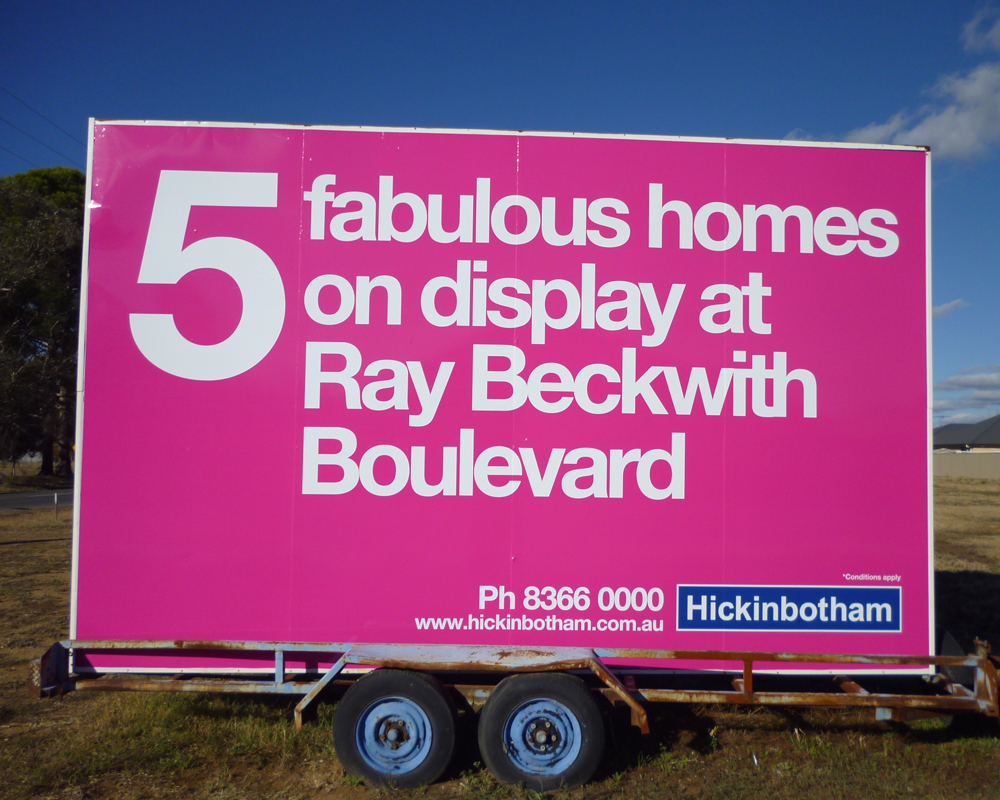 5 fabulous homes
on display at
Ray Beckwith
Boulevard
*Conditions apply
Ph 8366 0000
www.hickinbotham.com.au
Hickinbotham